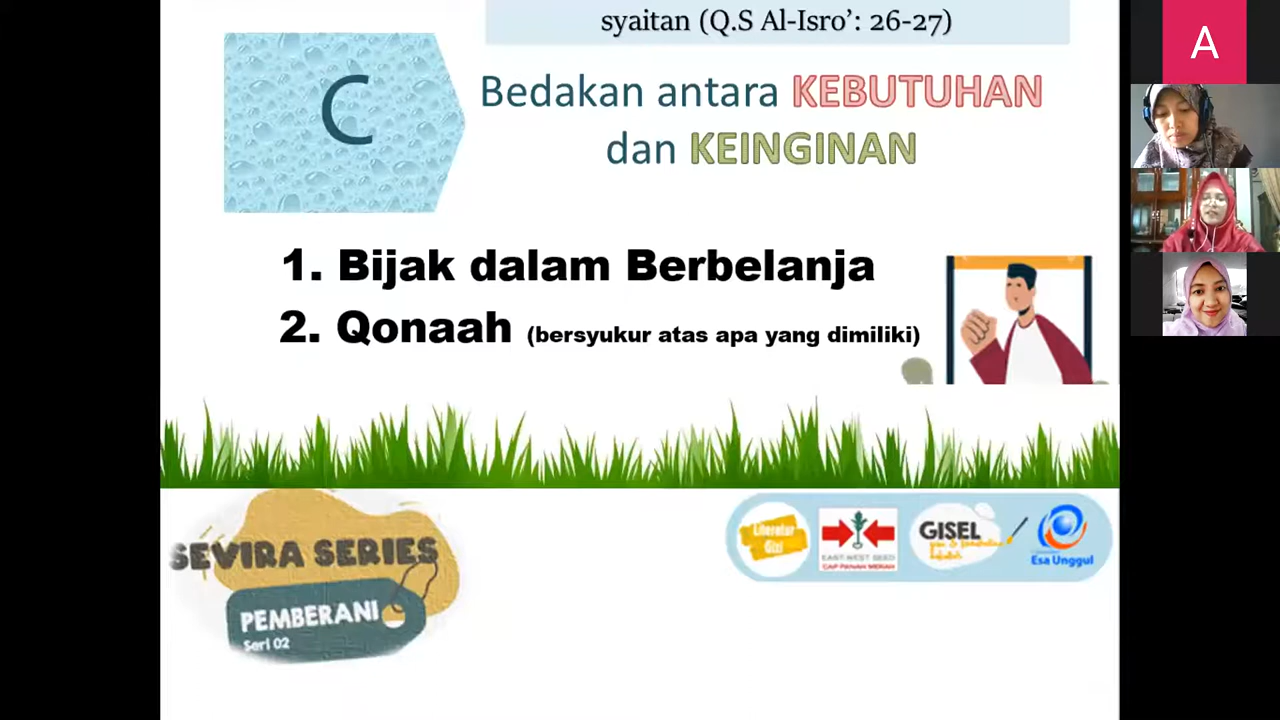 syaitan (Q.S Al-Isro’: 26-27)
C
Bedakan antara KEBUTUHAN
dan KEINGINAN
1. Bijak dalam Berbelanja
2. Qonaah (bersyukur atas apa yang dimiliki)
SEVIRA SERIES
PEMBERANI
Seri 02
Literatur
Gizi
EAST-WEST SEED
CAP PANAH MERAH
GISEL
Esa Unggul
A